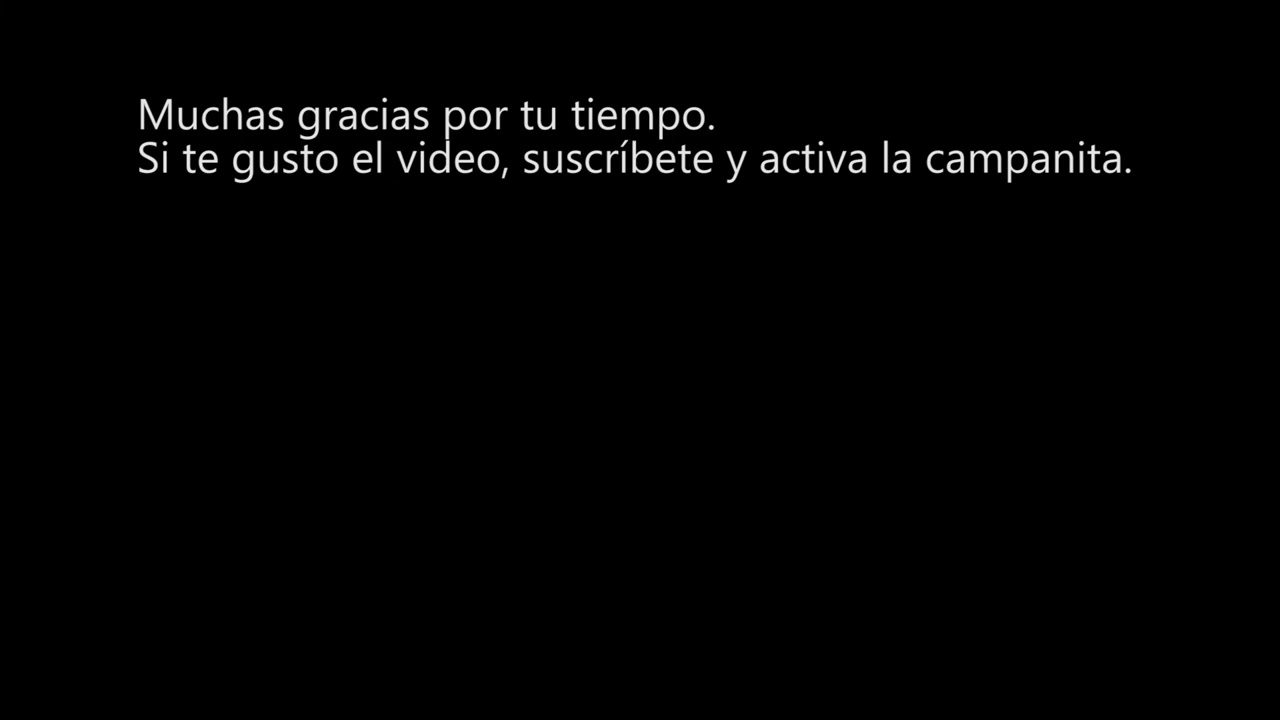 Muchas gracias por tu tiempo.
Si te gusto el video, suscríbete y activa la campanita.